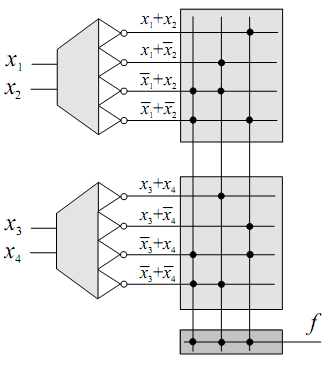 x₁+x₂
x₁+x̅₂
x₁
x̅₁+x₂
x₂
x̅₁+x̅₂
x₃+x₄
x₃+x̅₄
x₃
x̅₃+x₄
x₄
x̅₃+x̅₄
f